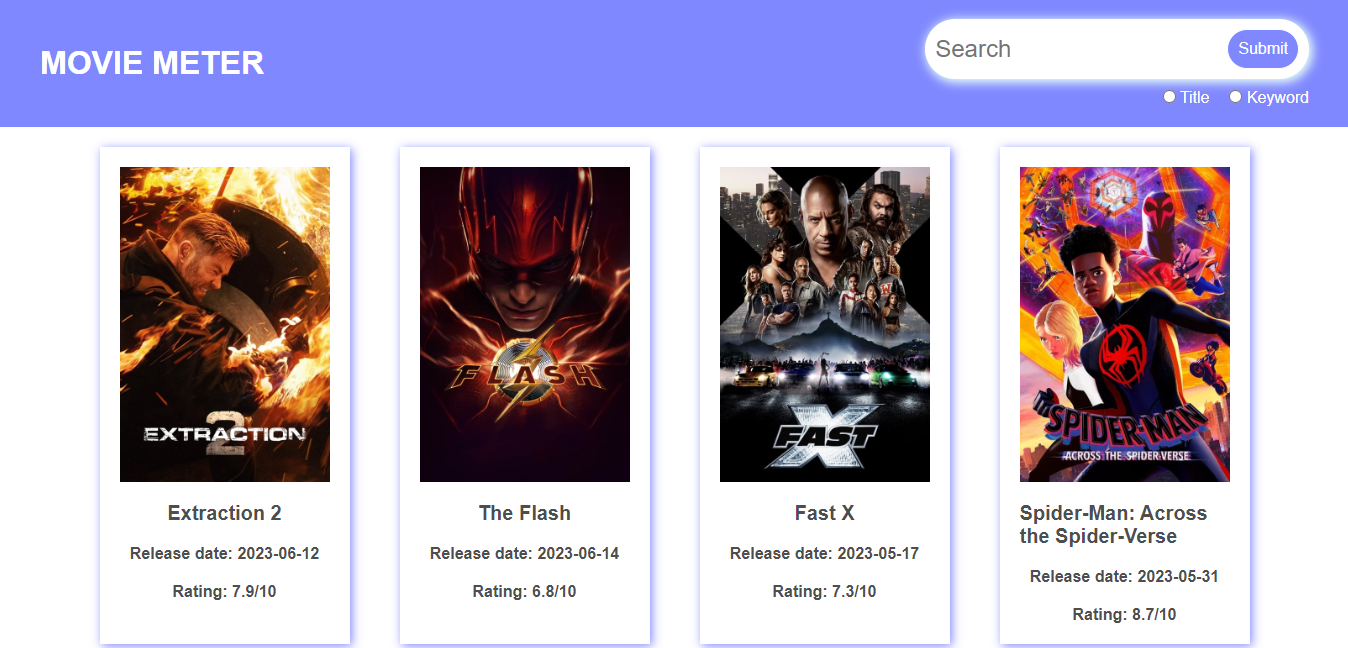 MOVIE METER
Search
Submit
Title
Keyword
EXTRACTION
2
FLASH
FAST
X
SPIDER-MAN
ACROSS THE SPIDER-VERSE
Extraction 2
Release date: 2023-06-12
Rating: 7.9/10
The Flash
Release date: 2023-06-14
Rating: 6.8/10
Fast X
Release date: 2023-05-17
Rating: 7.3/10
Spider-Man: Across
the Spider-Verse
Release date: 2023-05-31
Rating: 8.7/10